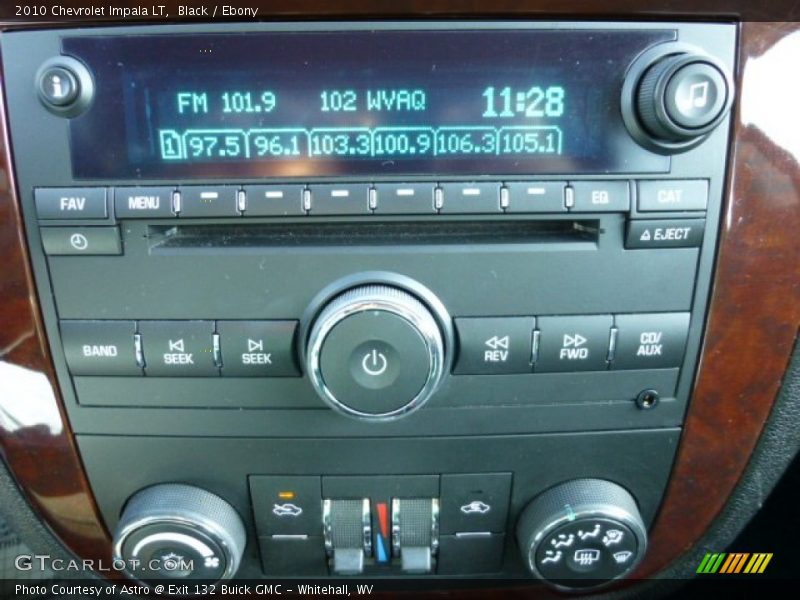 2010 Chevrolet Impala LT,  Black / Ebony
i
FM 101.9 102 WVAQ 11:28
1 97.5 96.1 103.3 100.9 106.3 105.1
FAV MENU EQ CAT
EJECT
BAND SEEK SEEK REV FWD CD/
AUX
GTCARLOT.COM
Photo Courtesy of Astro @ Exit 132 Buick GMC - Whitehall, WV